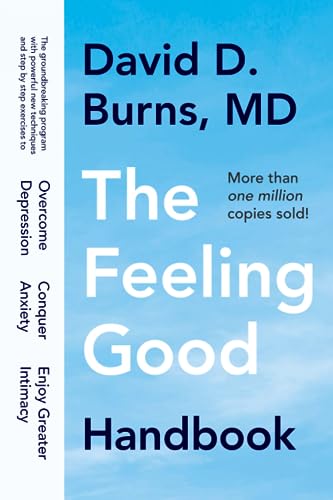 David D.
Burns, MD
More than
one million
copies sold!
The
Feeling
Good
Handbook
The groundbreaking program
with powerful new techniques
and step by step exercises to
Overcome
Depression
Conquer
Anxiety
Enjoy Greater
Intimacy